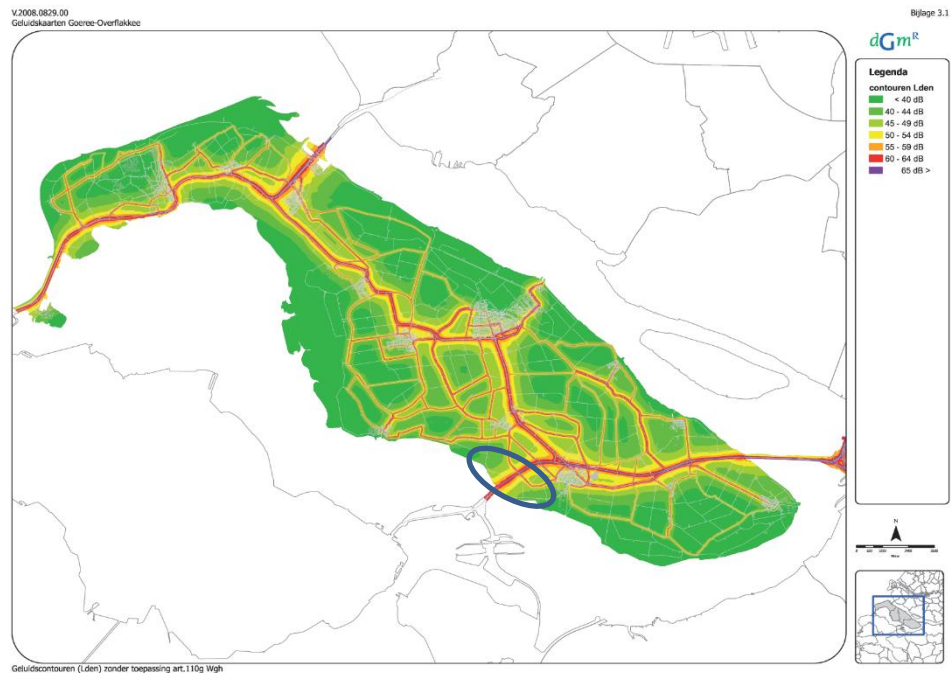 V.2008.0829.00
Geluidskaarten Goeree-Overflakkee
Bijlage 3.1
dGmR
Legenda
contouren Lden
< 40 dB
40 - 44 dB
45 - 49 dB
50 - 54 dB
55 - 59 dB
60 - 64 dB
65 dB >
N
Geluidscontouren (Lden) zonder toepassing art.110g Wgh